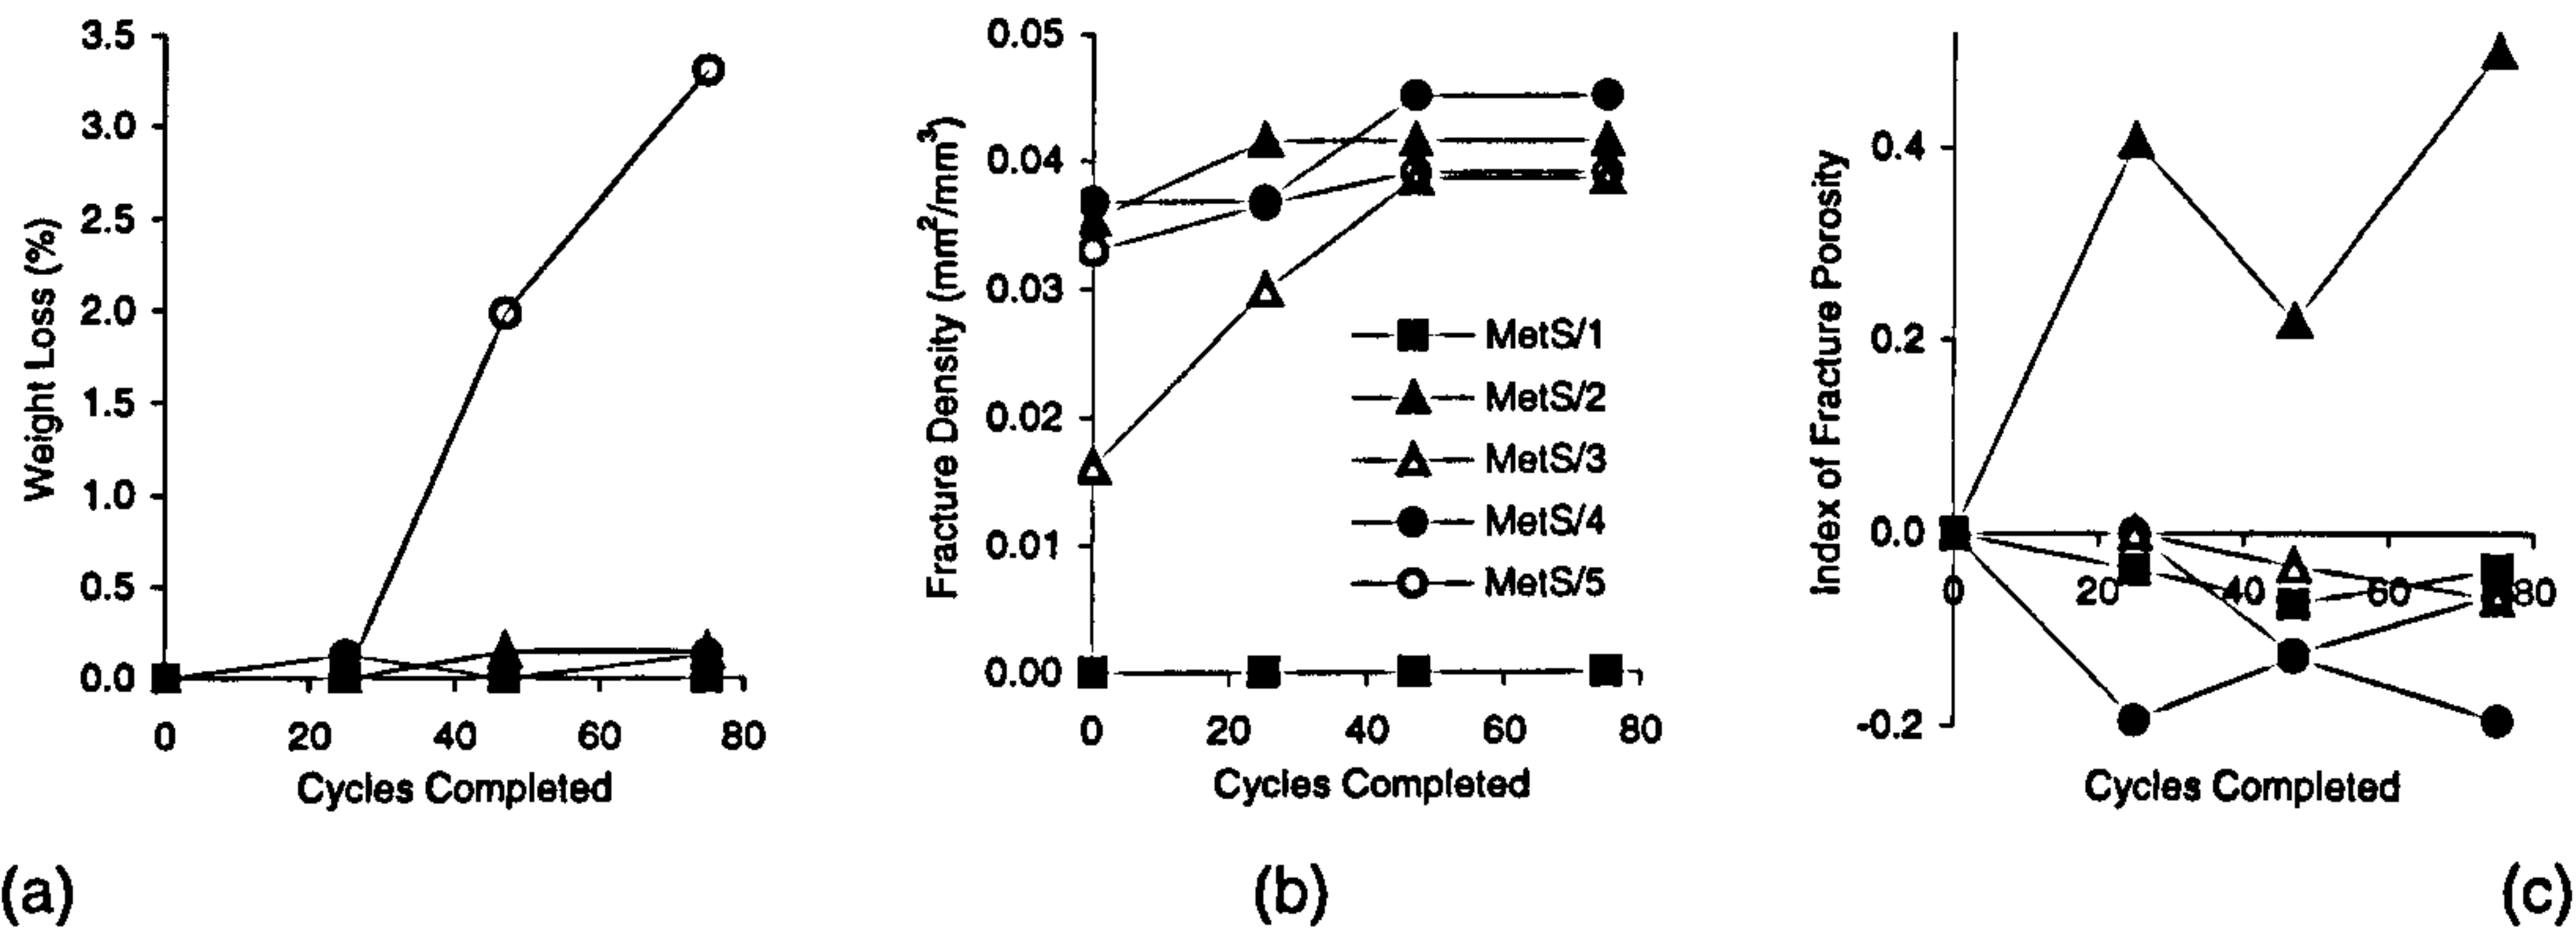 3.5
3.0
2.5
2.0
1.5
1.0
0.5
0.0
Weight Loss (%)
0 20 40 60 80
Cycles Completed
(a)
0.05
0.04
0.03
0.02
0.01
0.00
Fracture Density (mm²/mm³)
MetS/1
MetS/2
MetS/3
MetS/4
MetS/5
0 20 40 60 80
Cycles Completed
(b)
0.4
0.2
0.0
-0.2
Index of Fracture Porosity
0 20 40 60 80
Cycles Completed
(c)